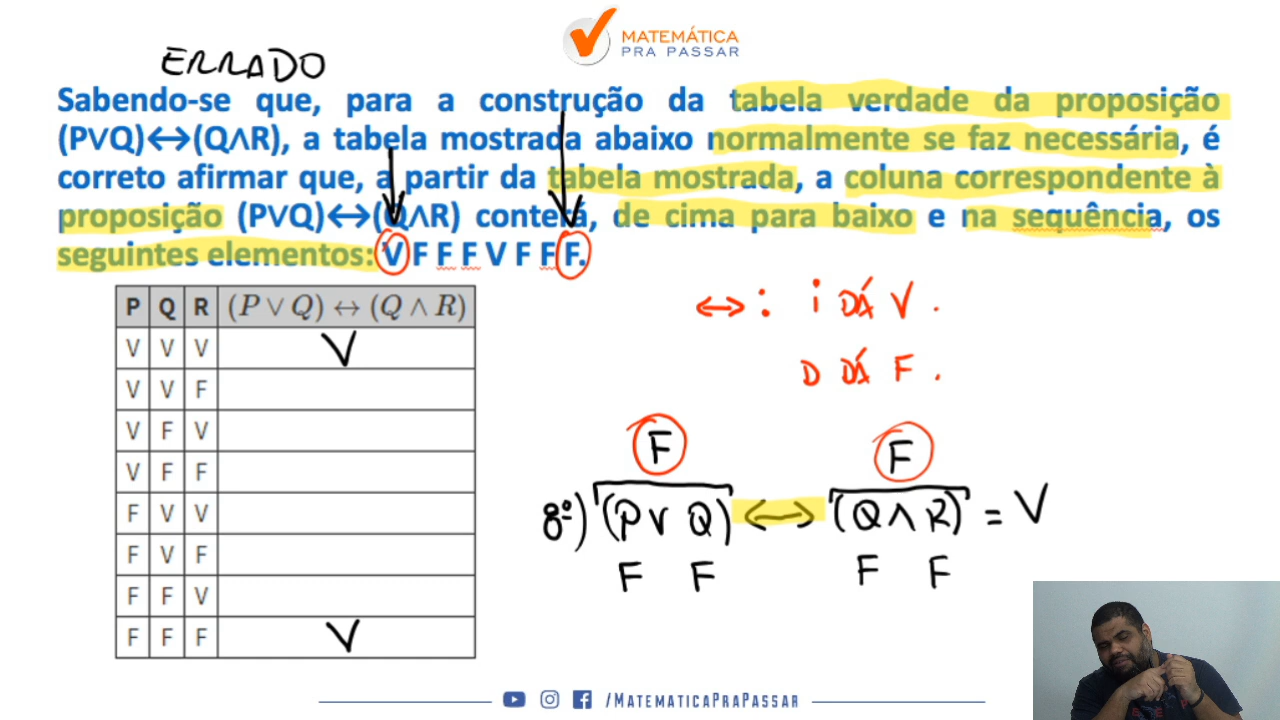 MATEMÁTICA
PRA PASSAR
ERRADO
Sabendo-se que, para a construção da tabela verdade da proposição
(P∨Q)↔(Q∧R), a tabela mostrada abaixo normalmente se faz necessária, é
correto afirmar que, a partir da tabela mostrada, a coluna correspondente à
proposição (P∨Q)↔(Q∧R) conterá, de cima para baixo e na sequência, os
seguintes elementos: V F F F V F F F.
P Q R (P ∨ Q) ↔ (Q ∧ R)
V V V V
V V F
V F V
V F F
F V V
F V F
F F V
F F F V
↔ : i DÁ V.
D DÁ F.
F F
8º) (P ∨ Q) ↔ (Q ∧ R) = V
F F F F
/MATEMATICAPRAPASSAR